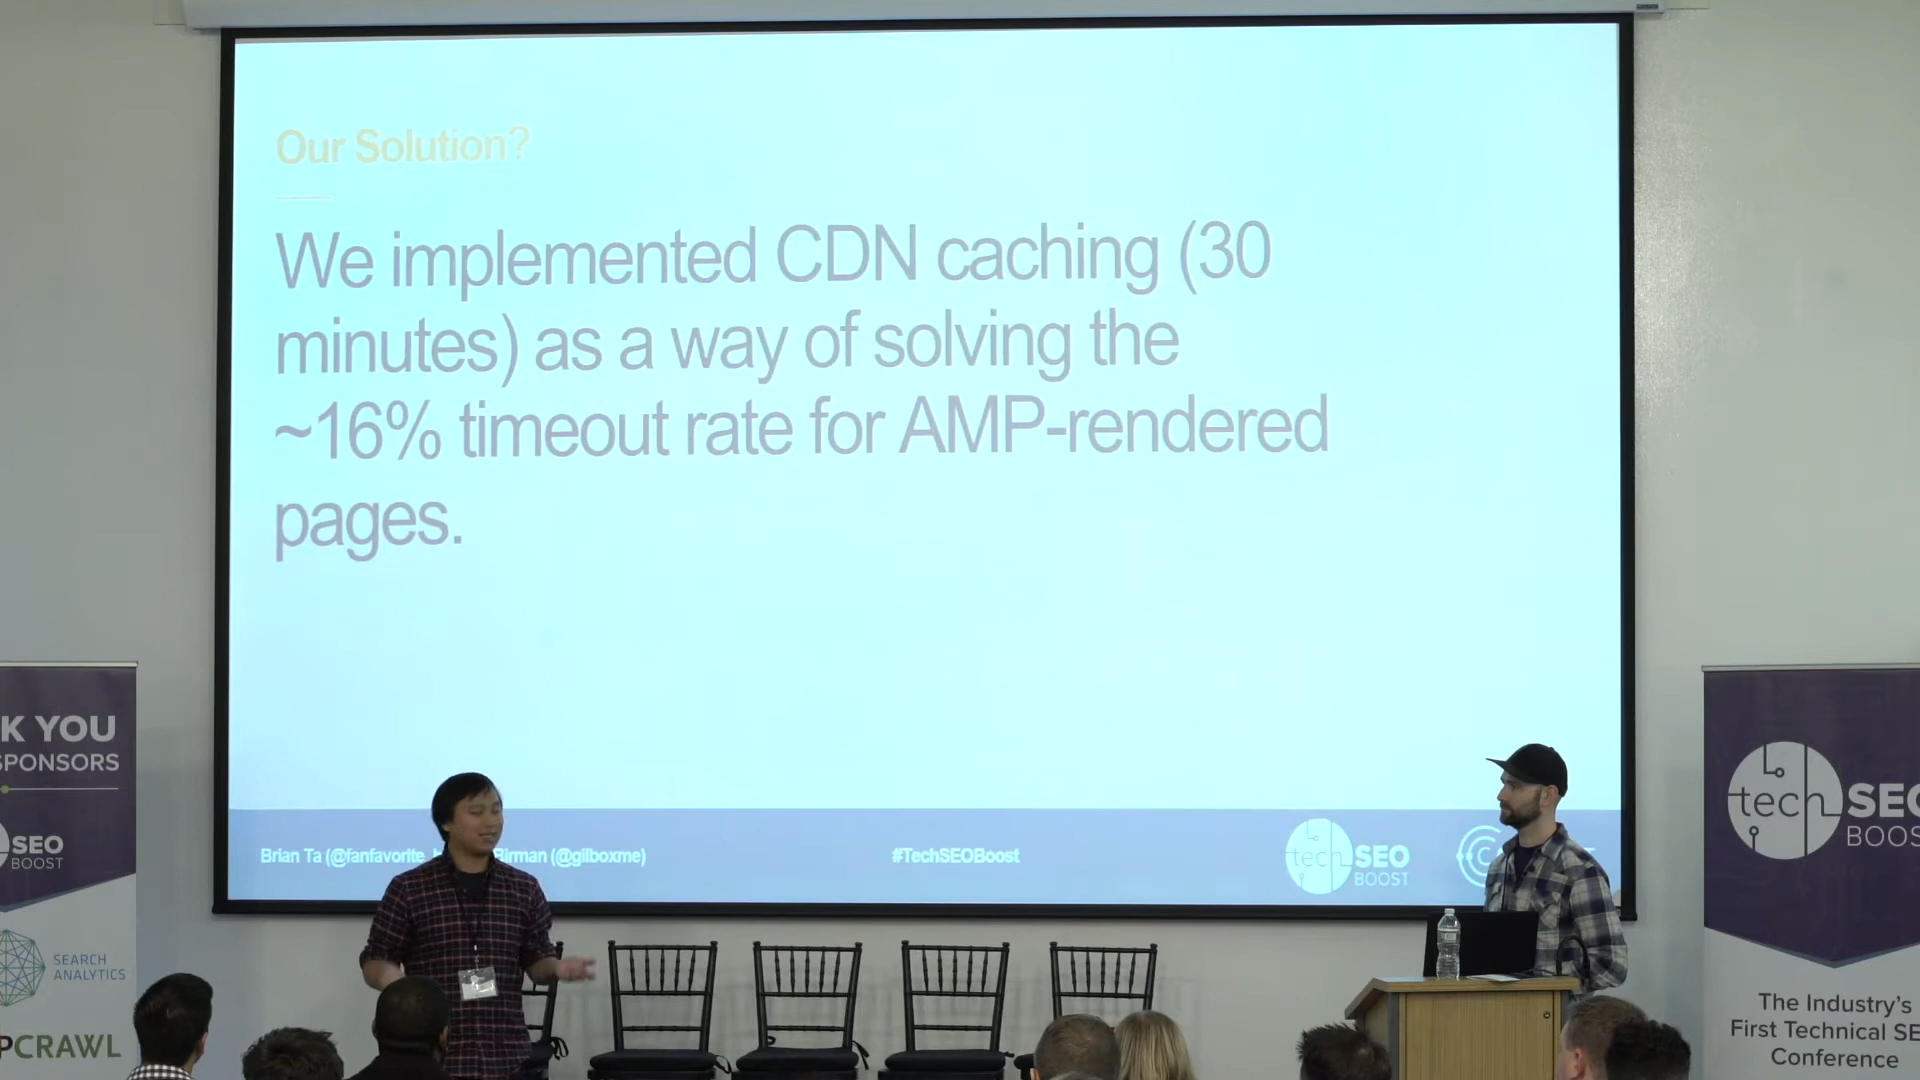 Our Solution?
We implemented CDN caching (30
minutes) as a way of solving the
~16% timeout rate for AMP-rendered
pages.
Brian Ta (@fanfavorite_
Birman (@gilboxme)
#TechSEOBoost
tech SEO
BOOST
K YOU
SPONSORS
SEO
BOOST
SEARCH
ANALYTICS
PCRAWL
tech SEO
BOOS
The Industry's
First Technical SE
Conference